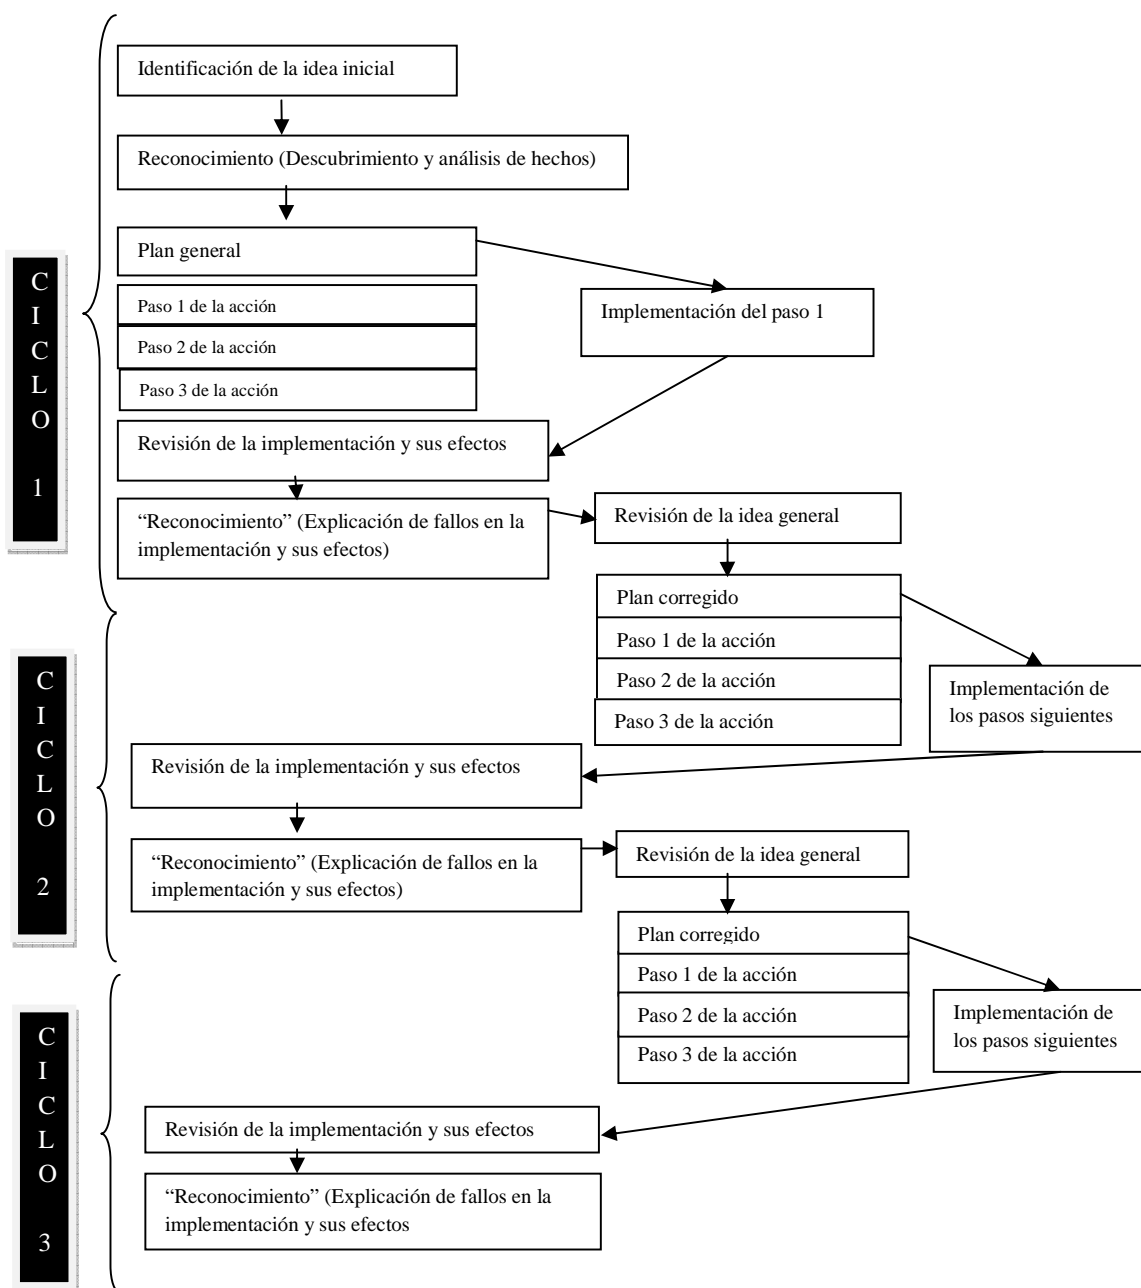 CICLO 1
Identificación de la idea inicial
Reconocimiento (Descubrimiento y análisis de hechos)
Plan general
Paso 1 de la acción
Paso 2 de la acción
Paso 3 de la acción
Implementación del paso 1
Revisión de la implementación y sus efectos
“Reconocimiento” (Explicación de fallos en la
implementación y sus efectos)
Revisión de la idea general
Plan corregido
Paso 1 de la acción
Paso 2 de la acción
Paso 3 de la acción
Implementación de
los pasos siguientes
CICLO 2
Revisión de la implementación y sus efectos
“Reconocimiento” (Explicación de fallos en la
implementación y sus efectos)
Revisión de la idea general
Plan corregido
Paso 1 de la acción
Paso 2 de la acción
Paso 3 de la acción
Implementación de
los pasos siguientes
CICLO 3
Revisión de la implementación y sus efectos
“Reconocimiento” (Explicación de fallos en la
implementación y sus efectos